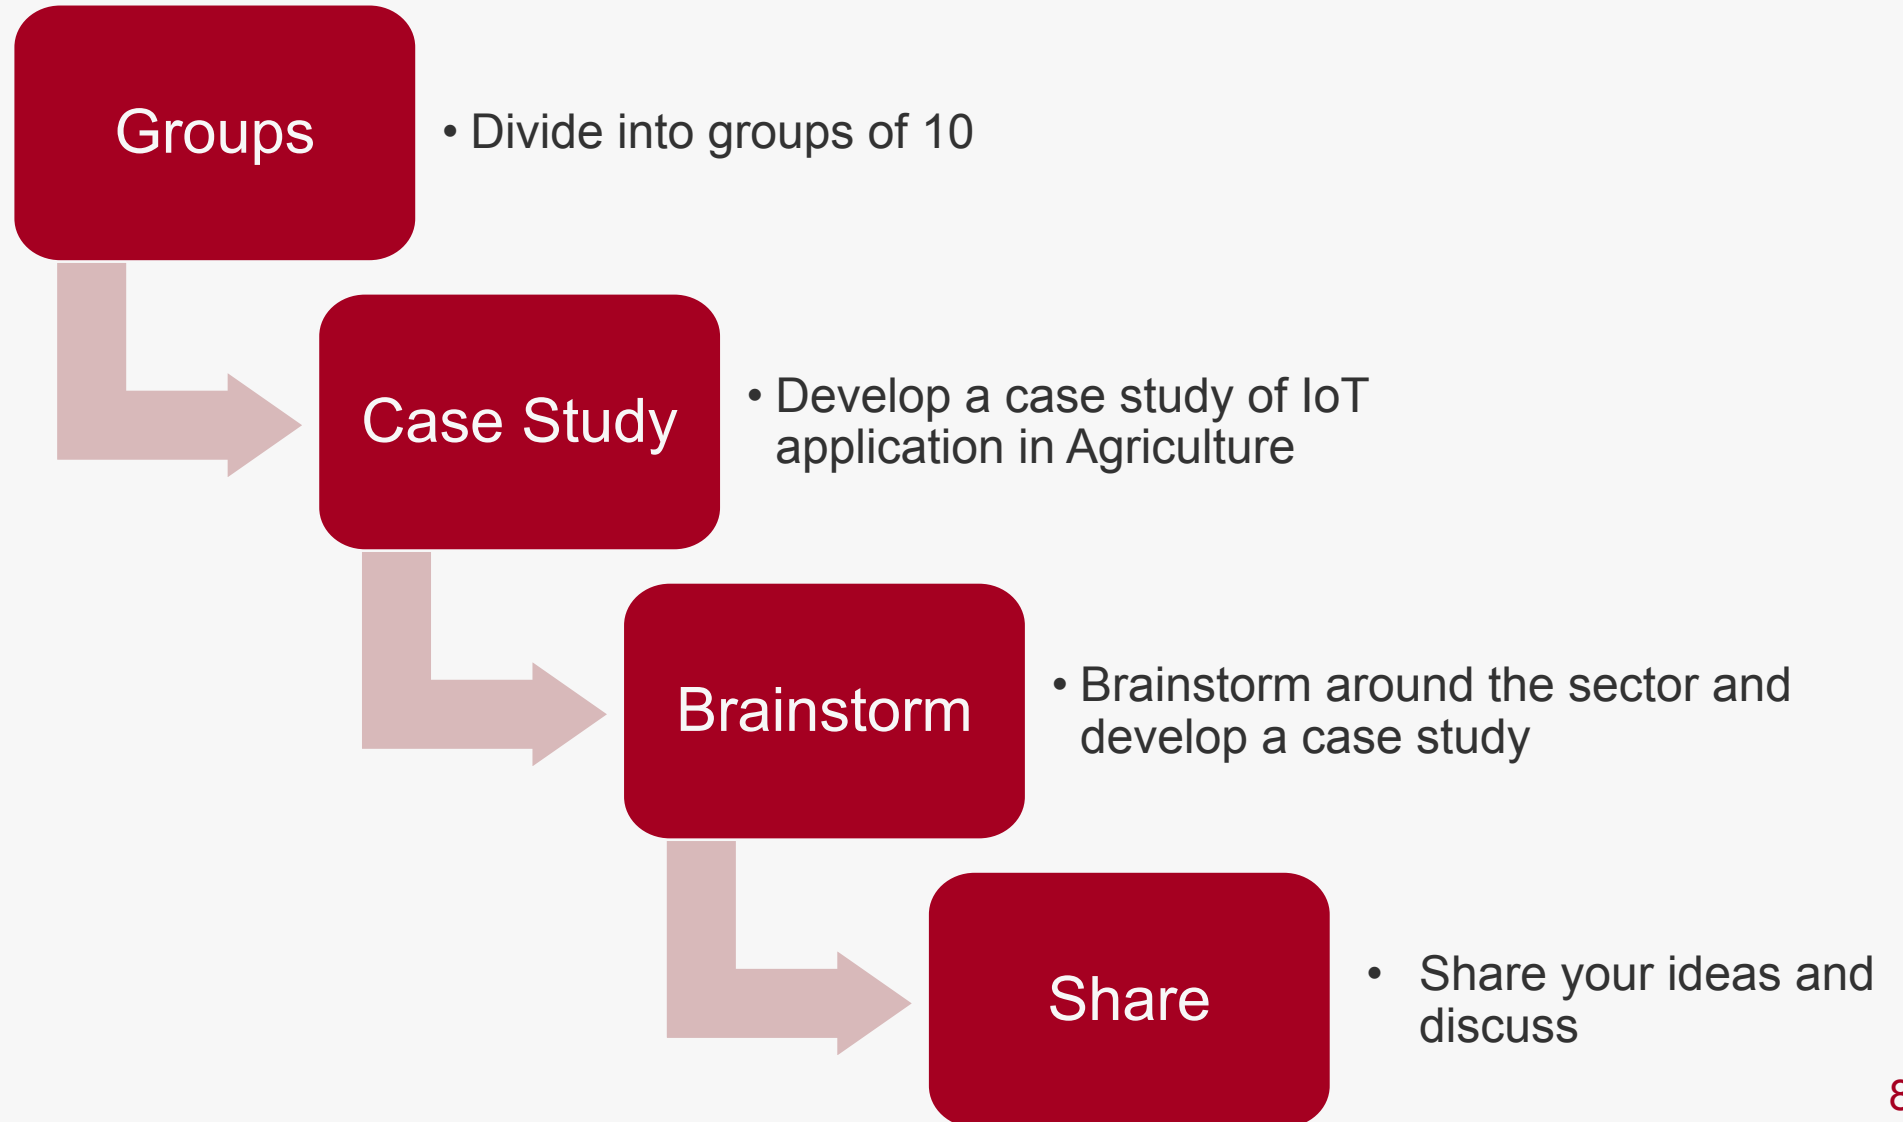 Groups
• Divide into groups of 10
Case Study
• Develop a case study of IoT
application in Agriculture
Brainstorm
• Brainstorm around the sector and
develop a case study
Share
• Share your ideas and
discuss